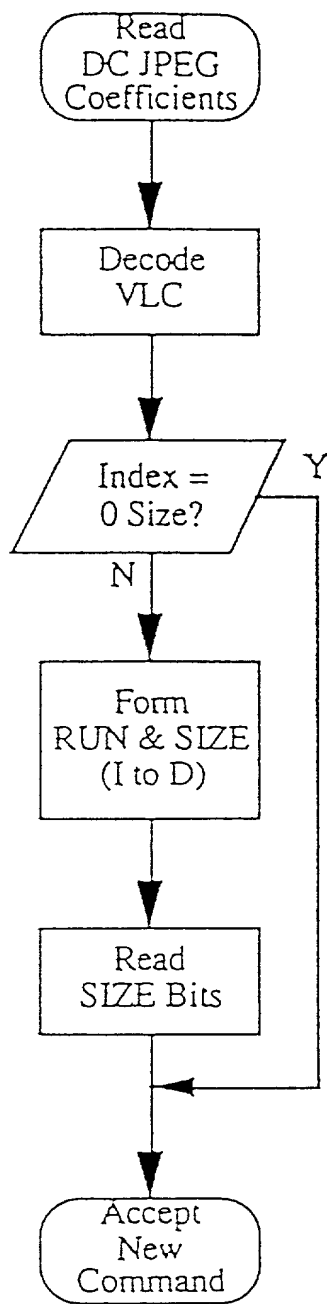 Read
DC JPEG
Coefficients
Decode
VLC
Index =
0 Size?
Y
N
Form
RUN & SIZE
(I to D)
Read
SIZE Bits
Accept
New
Command